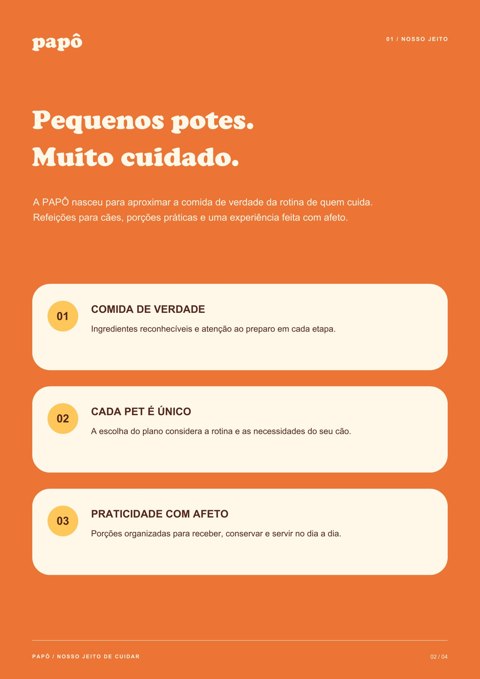 papô
01 / NOSSO JEITO
Pequenos potes.
Muito cuidado.
A PAPÔ nasceu para aproximar a comida de verdade da rotina de quem cuida.
Refeições para cães, porções práticas e uma experiência feita com afeto.
01
COMIDA DE VERDADE
Ingredientes reconhecíveis e atenção ao preparo em cada etapa.
02
CADA PET É ÚNICO
A escolha do plano considera a rotina e as necessidades do seu cão.
03
PRATICIDADE COM AFETO
Porções organizadas para receber, conservar e servir no dia a dia.
PAPÔ / NOSSO JEITO DE CUIDAR
02 / 04